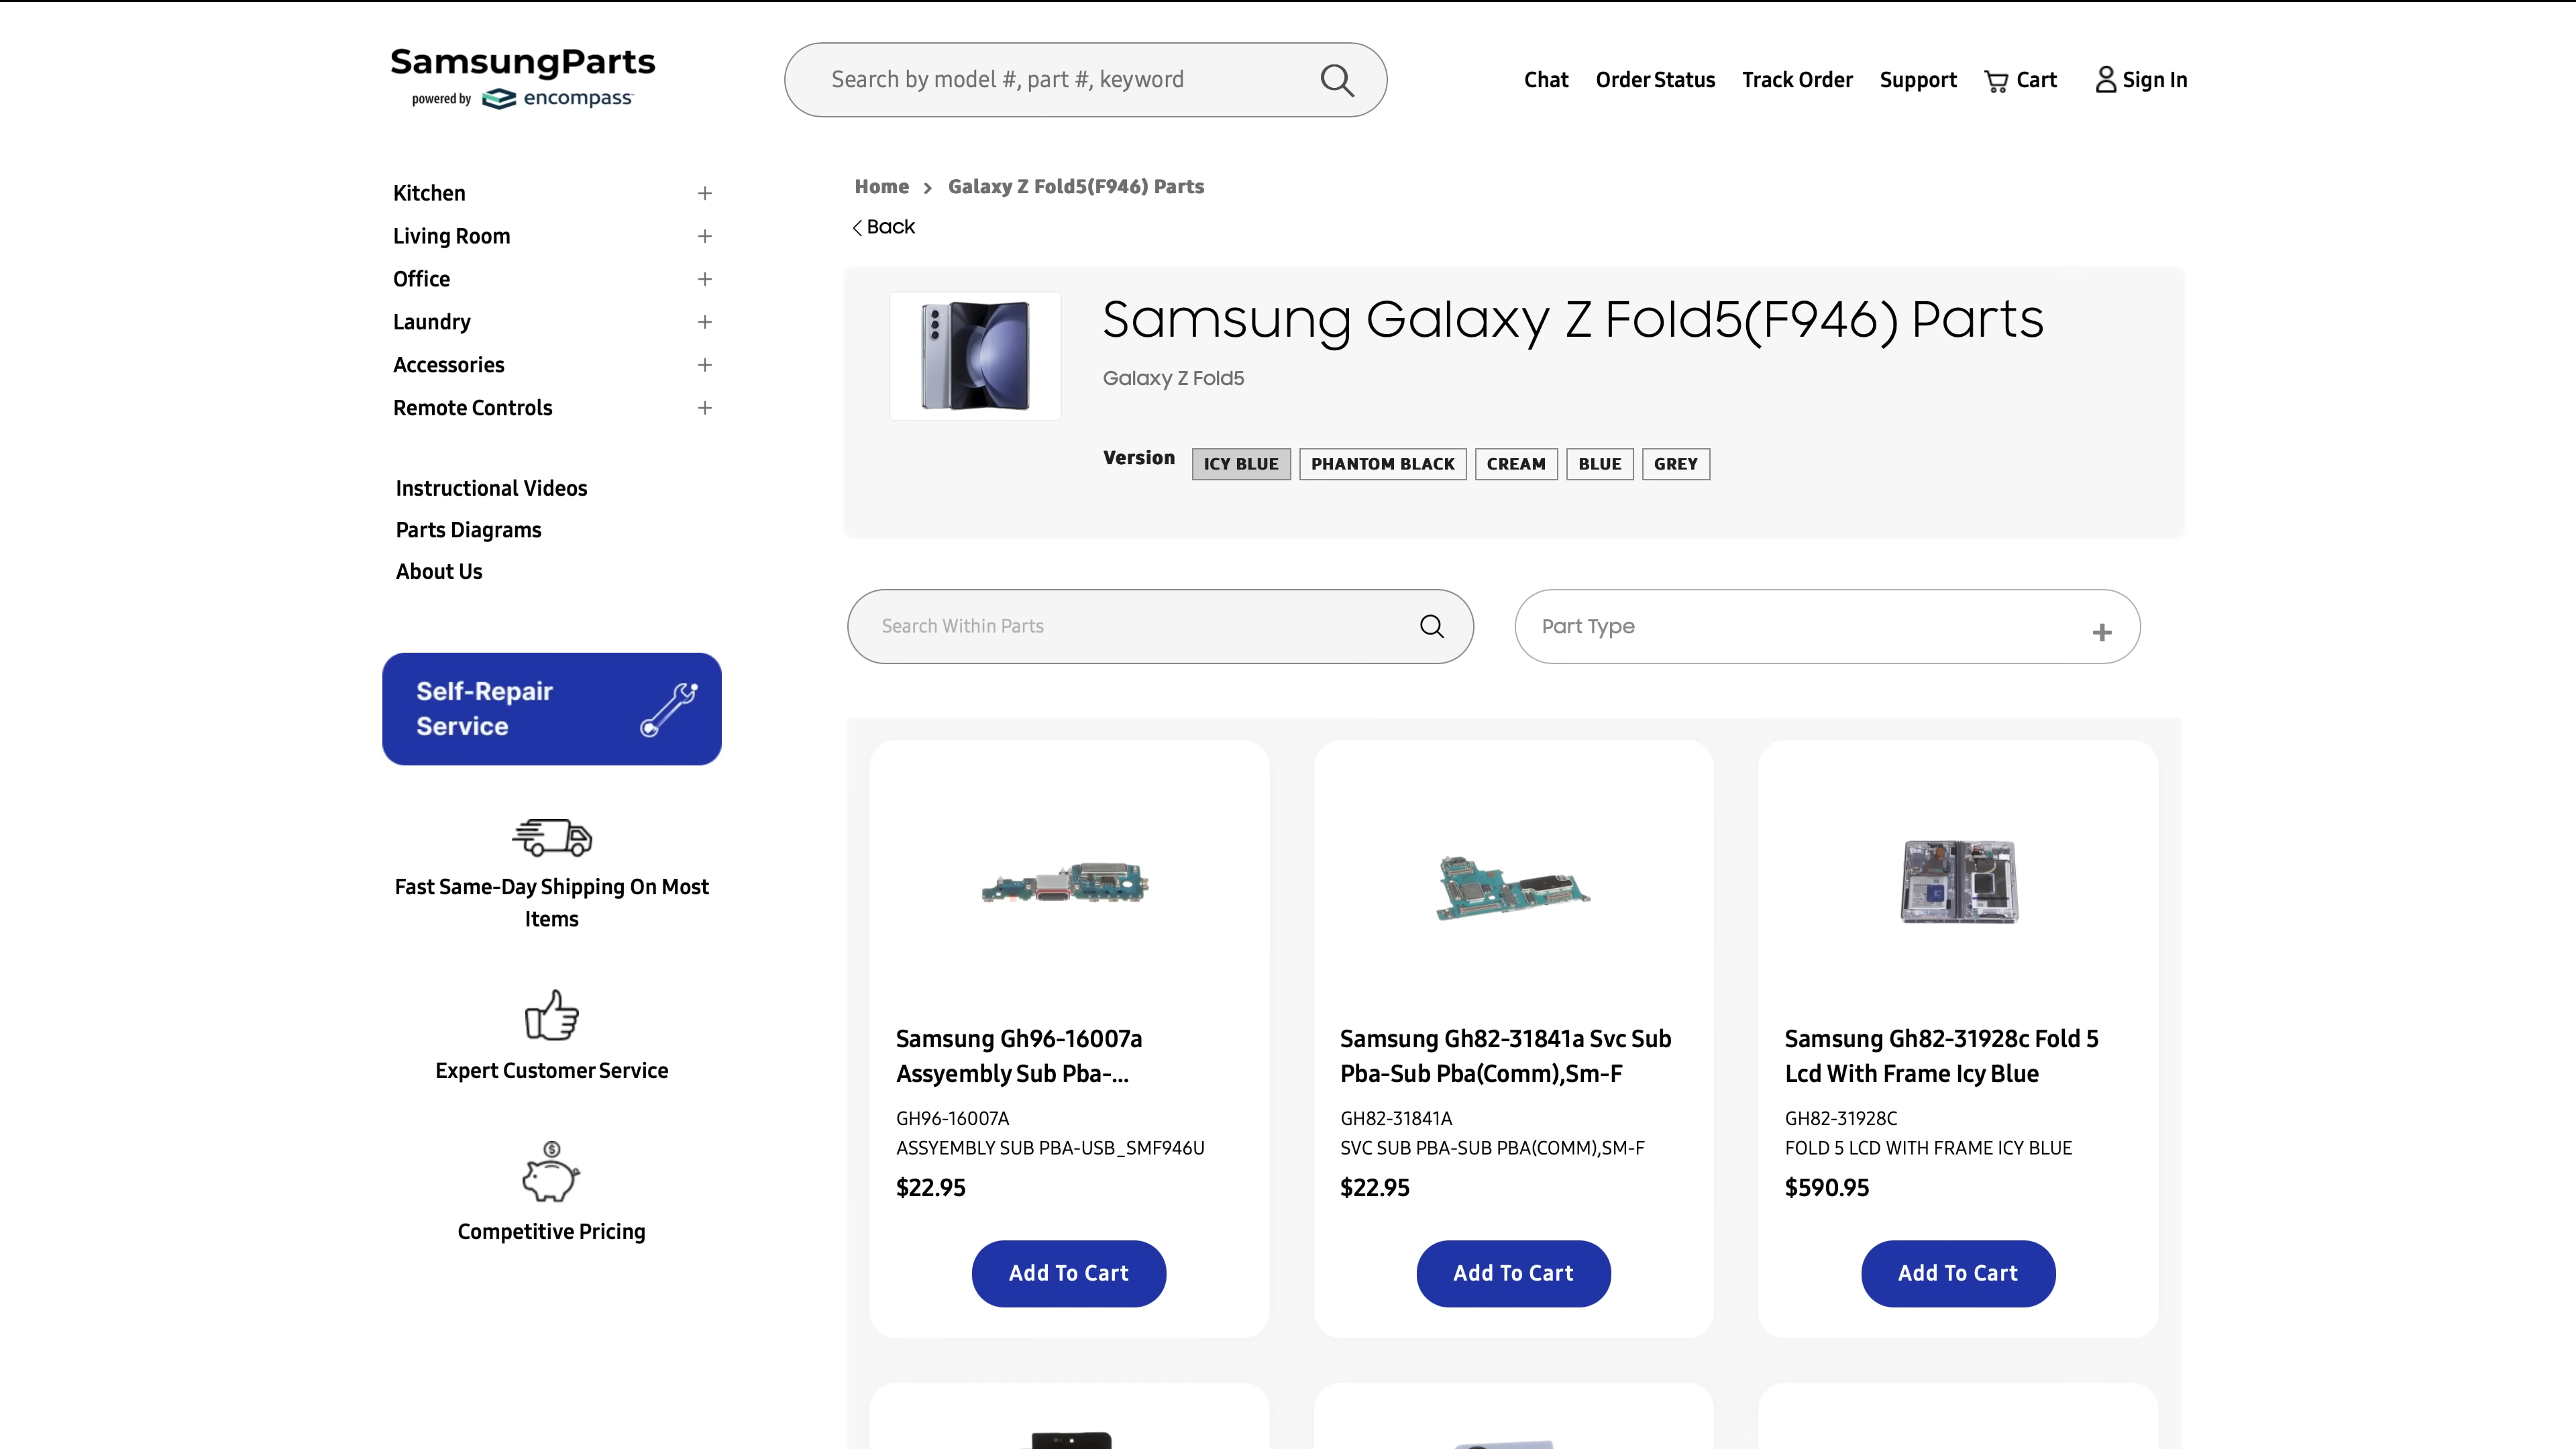 SamsungParts
powered by encompass
Search by model #, part #, keyword
Chat
Order Status
Track Order
Support
Cart
Sign In
Kitchen
Living Room
Office
Laundry
Accessories
Remote Controls
Instructional Videos
Parts Diagrams
About Us
Self-Repair
Service
Fast Same-Day Shipping On Most
Items
Expert Customer Service
Competitive Pricing
Home > Galaxy Z Fold5(F946) Parts
Back
Samsung Galaxy Z Fold5(F946) Parts
Galaxy Z Fold5
Version
ICY BLUE
PHANTOM BLACK
CREAM
BLUE
GREY
Search Within Parts
Part Type
Samsung Gh96-16007a
Assyembly Sub Pba-...
GH96-16007A
ASSYEMBLY SUB PBA-USB_SMF946U
$22.95
Add To Cart
Samsung Gh82-31841a Svc Sub
Pba-Sub Pba(Comm),Sm-F
GH82-31841A
SVC SUB PBA-SUB PBA(COMM),SM-F
$22.95
Add To Cart
Samsung Gh82-31928c Fold 5
Lcd With Frame Icy Blue
GH82-31928C
FOLD 5 LCD WITH FRAME ICY BLUE
$590.95
Add To Cart